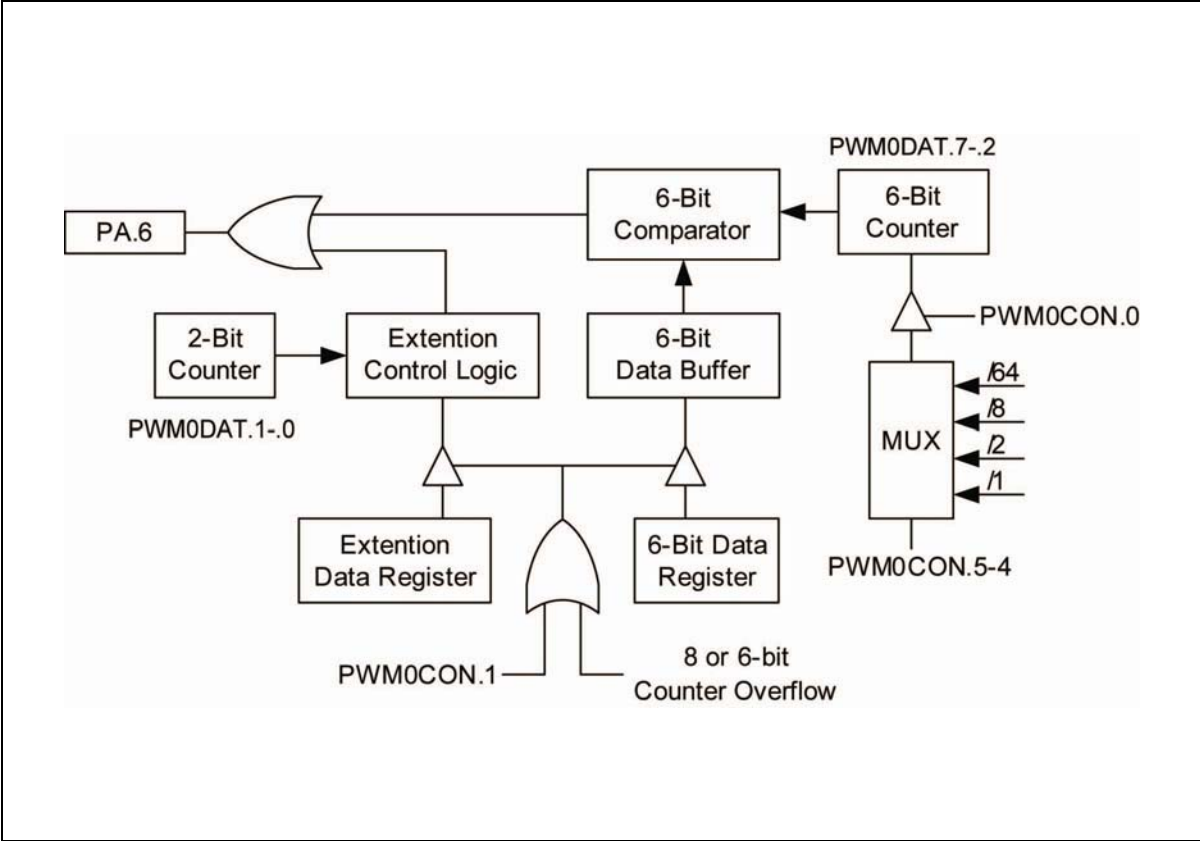 PWM0DAT.7-.2
6-Bit
Comparator
6-Bit
Counter
PA.6
PWM0CON.0
2-Bit
Counter
Extention
Control Logic
6-Bit
Data Buffer
/64
/8
/2
/1
MUX
PWM0DAT.1-.0
Extention
Data Register
6-Bit Data
Register
PWM0CON.5-4
PWM0CON.1
8 or 6-bit
Counter Overflow